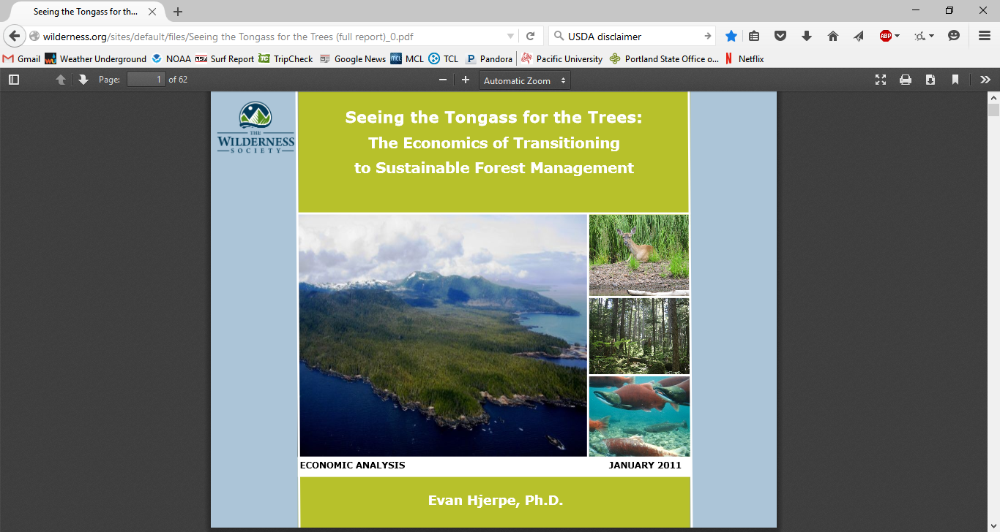 Seeing the Tongass for th...
wilderness.org/sites/default/files/Seeing the Tongass for the Trees (full report)_0.pdf
USDA disclaimer
ABP
Gmail
Weather Underground
NOAA
MSW Surf Report
TC TripCheck
Google News
MCL MCL
TCL
P Pandora
Pacific University
Portland State Office o...
N Netflix
Page: 1 of 62
Automatic Zoom
THE
WILDERNESS
SOCIETY
Seeing the Tongass for the Trees:
The Economics of Transitioning
to Sustainable Forest Management
ECONOMIC ANALYSIS JANUARY 2011
Evan Hjerpe, Ph.D.